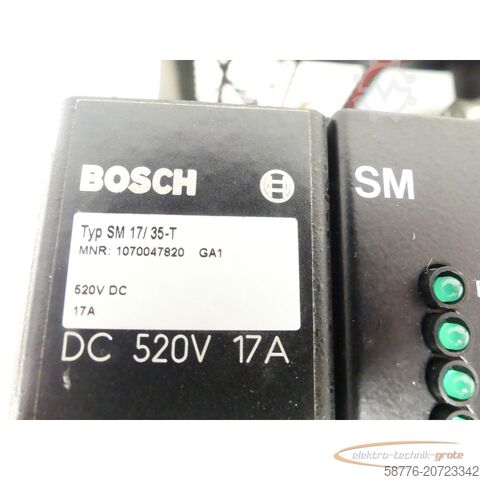 BOSCH
Typ SM 17/ 35-T
MNR: 1070047820 GA1
520V DC
17A
DC 520V 17A
SM
elektro-technik-grote
58776-20723342